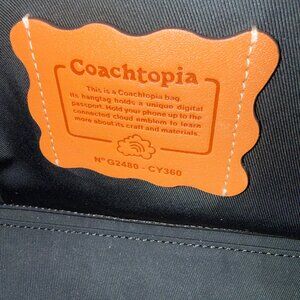 Coachtopia
This is a Coachtopia bag.
Its hangtag holds a unique digital
passport. Hold your phone up to the
connected cloud emblem to learn
more about its craft and materials.
Nº G2480 - CY360